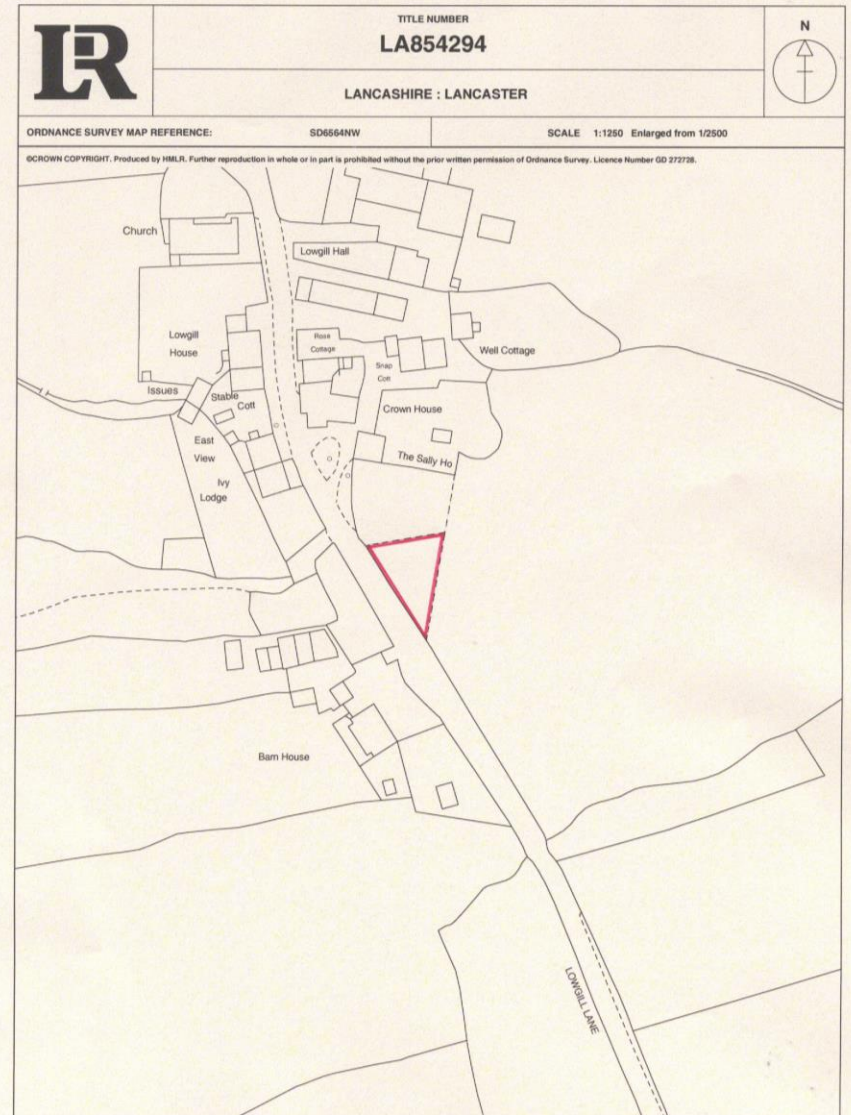 LR
TITLE NUMBER
LA854294
N
LANCASHIRE : LANCASTER
ORDNANCE SURVEY MAP REFERENCE: SD6564NW SCALE 1:1250 Enlarged from 1/2500
©CROWN COPYRIGHT. Produced by HMLR. Further reproduction in whole or in part is prohibited without the prior written permission of Ordnance Survey. Licence Number GD 272728.
Church
Lowgill Hall
Lowgill
House
Rose
Cottage
Well Cottage
Snap
Cott
Issues
Stable
Cott
Crown House
East
View
The Sally Ho
Ivy
Lodge
Barn House
LOWGILL LANE